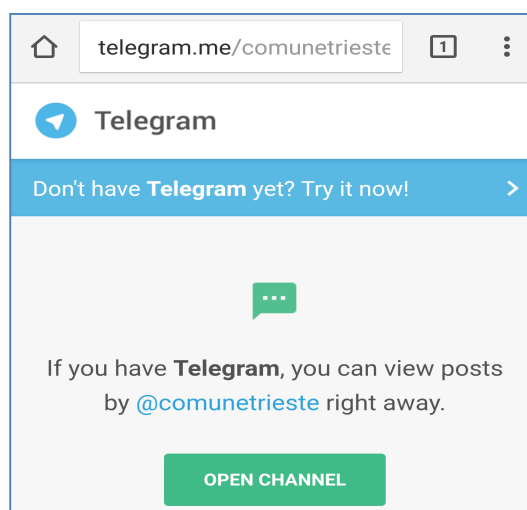 telegram.me/comunetrieste
1
Telegram
Don't have Telegram yet? Try it now!
If you have Telegram, you can view posts
by @comunetrieste right away.
OPEN CHANNEL